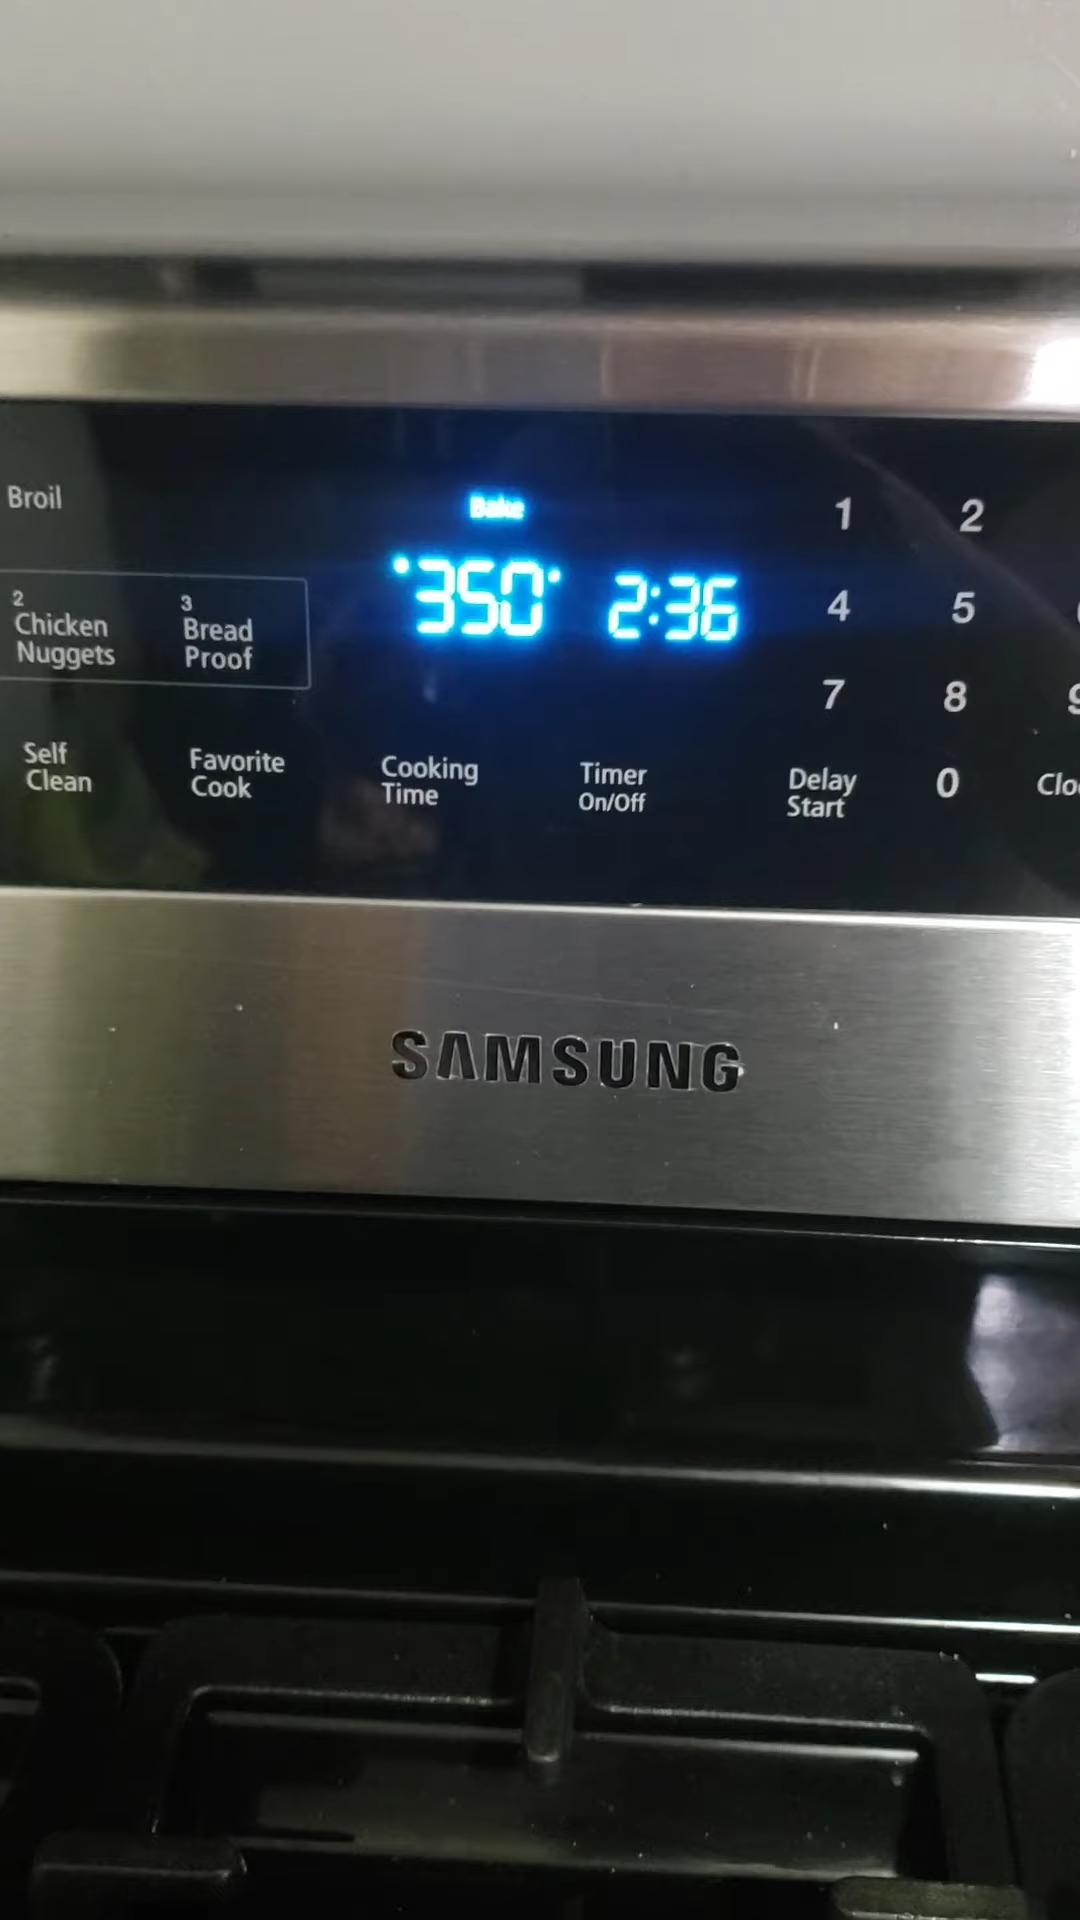 Broil
Bake
1 2
2 3
Chicken Bread
Nuggets Proof
350° 2:36
4 5
7 8 9
Self Favorite Cooking Timer Delay 0
Clean Cook Time On/Off Start
SAMSUNG